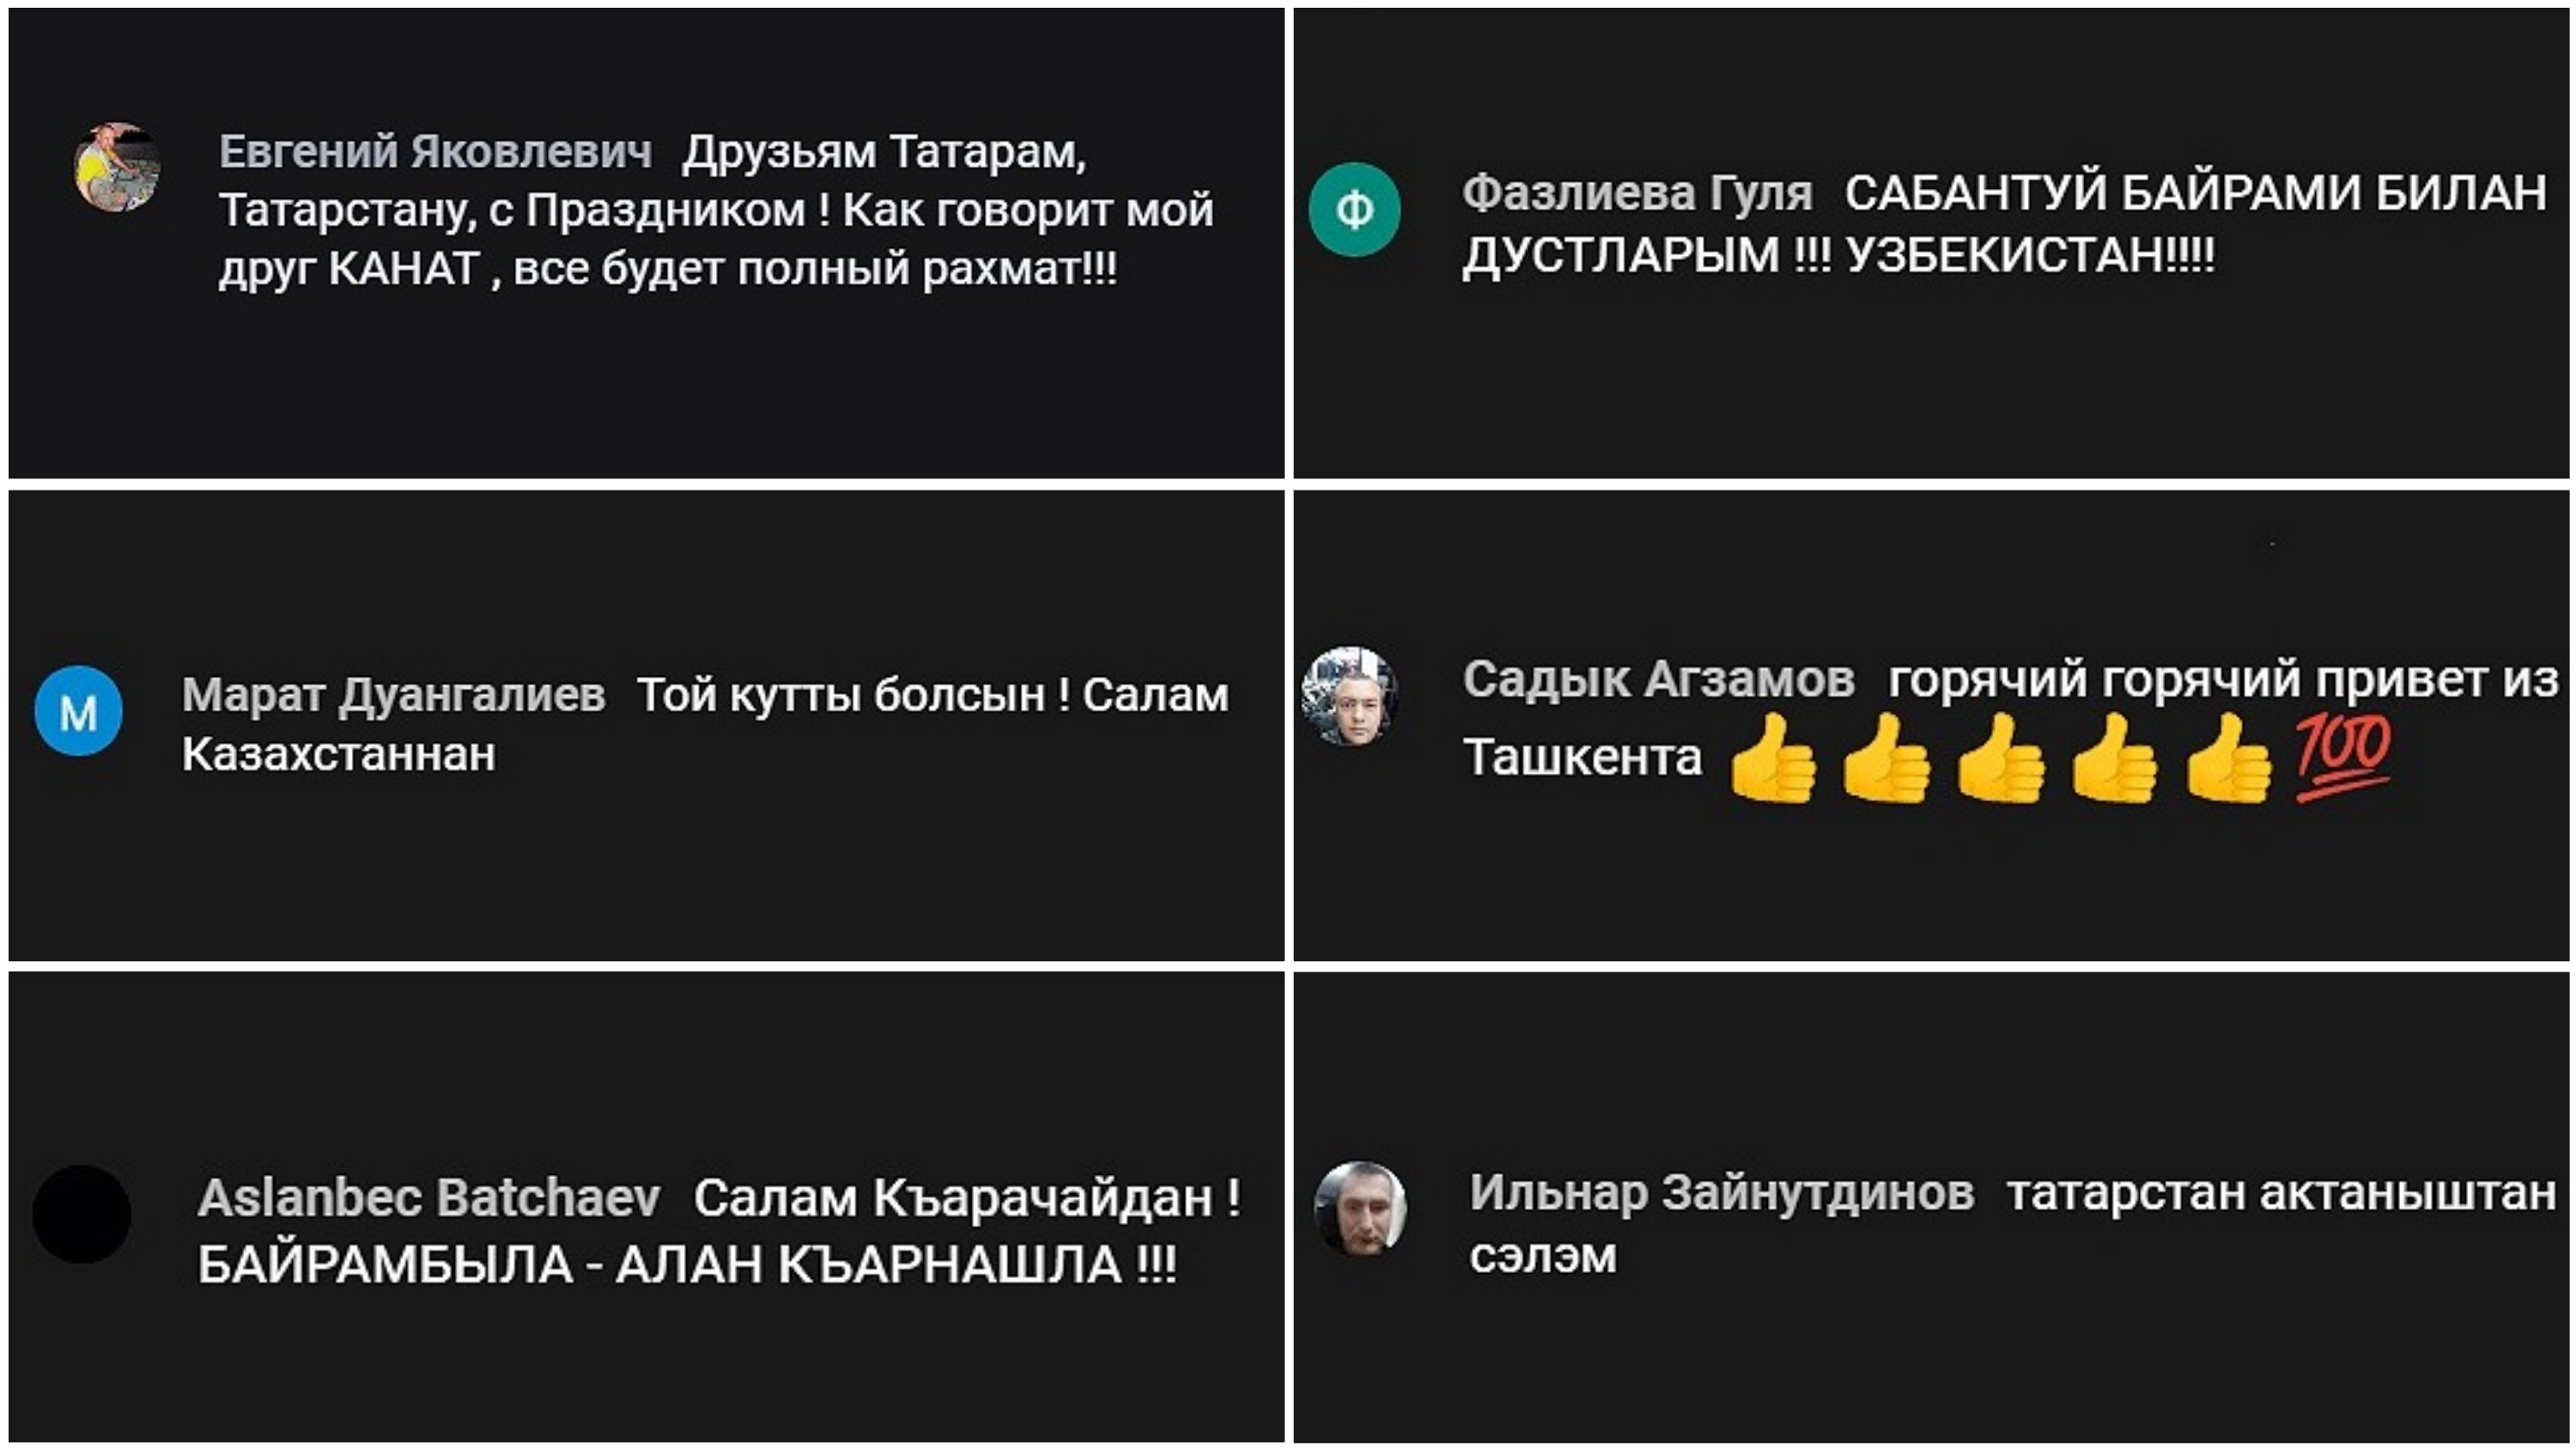 Евгений Яковлевич Друзьям Татарам,
Татарстану, с Праздником ! Как говорит мой
друг КАНАТ , все будет полный рахмат!!!
Ф
Фазлиева Гуля САБАНТУЙ БАЙРАМИ БИЛАН
ДУСТЛАРЫМ !!! УЗБЕКИСТАН!!!!
М
Марат Дуангалиев Той кутты болсын ! Салам
Казахстаннан
Садык Агзамов горячий горячий привет из
Ташкента 👍👍👍👍👍💯
Aslanbec Batchaev Салам Къарачайдан !
БАЙРАМБЫЛА - АЛАН КЪАРНАШЛА !!!
Ильнар Зайнутдинов татарстан актаныштан
сэлэм